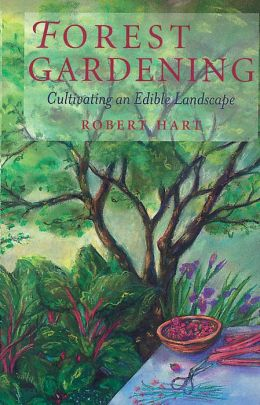 FOREST
GARDENING
Cultivating an Edible Landscape
ROBERT HART